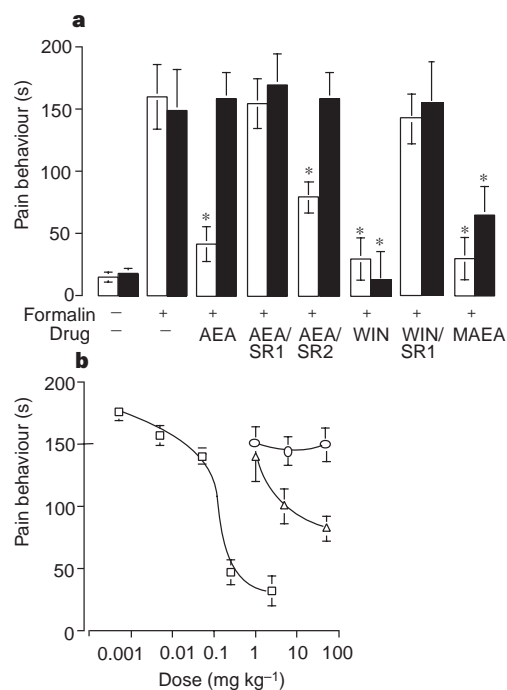 a
Pain behaviour (s)
200
150
100
50
0
* * * * * *
Formalin – + + + + + + +
Drug – – AEA AEA/ AEA/ WIN WIN/ MAEA
SR1 SR2 SR1
b
Pain behaviour (s)
200
150
100
50
0
0.001 0.01 0.1 1 10 100
Dose (mg kg–1)